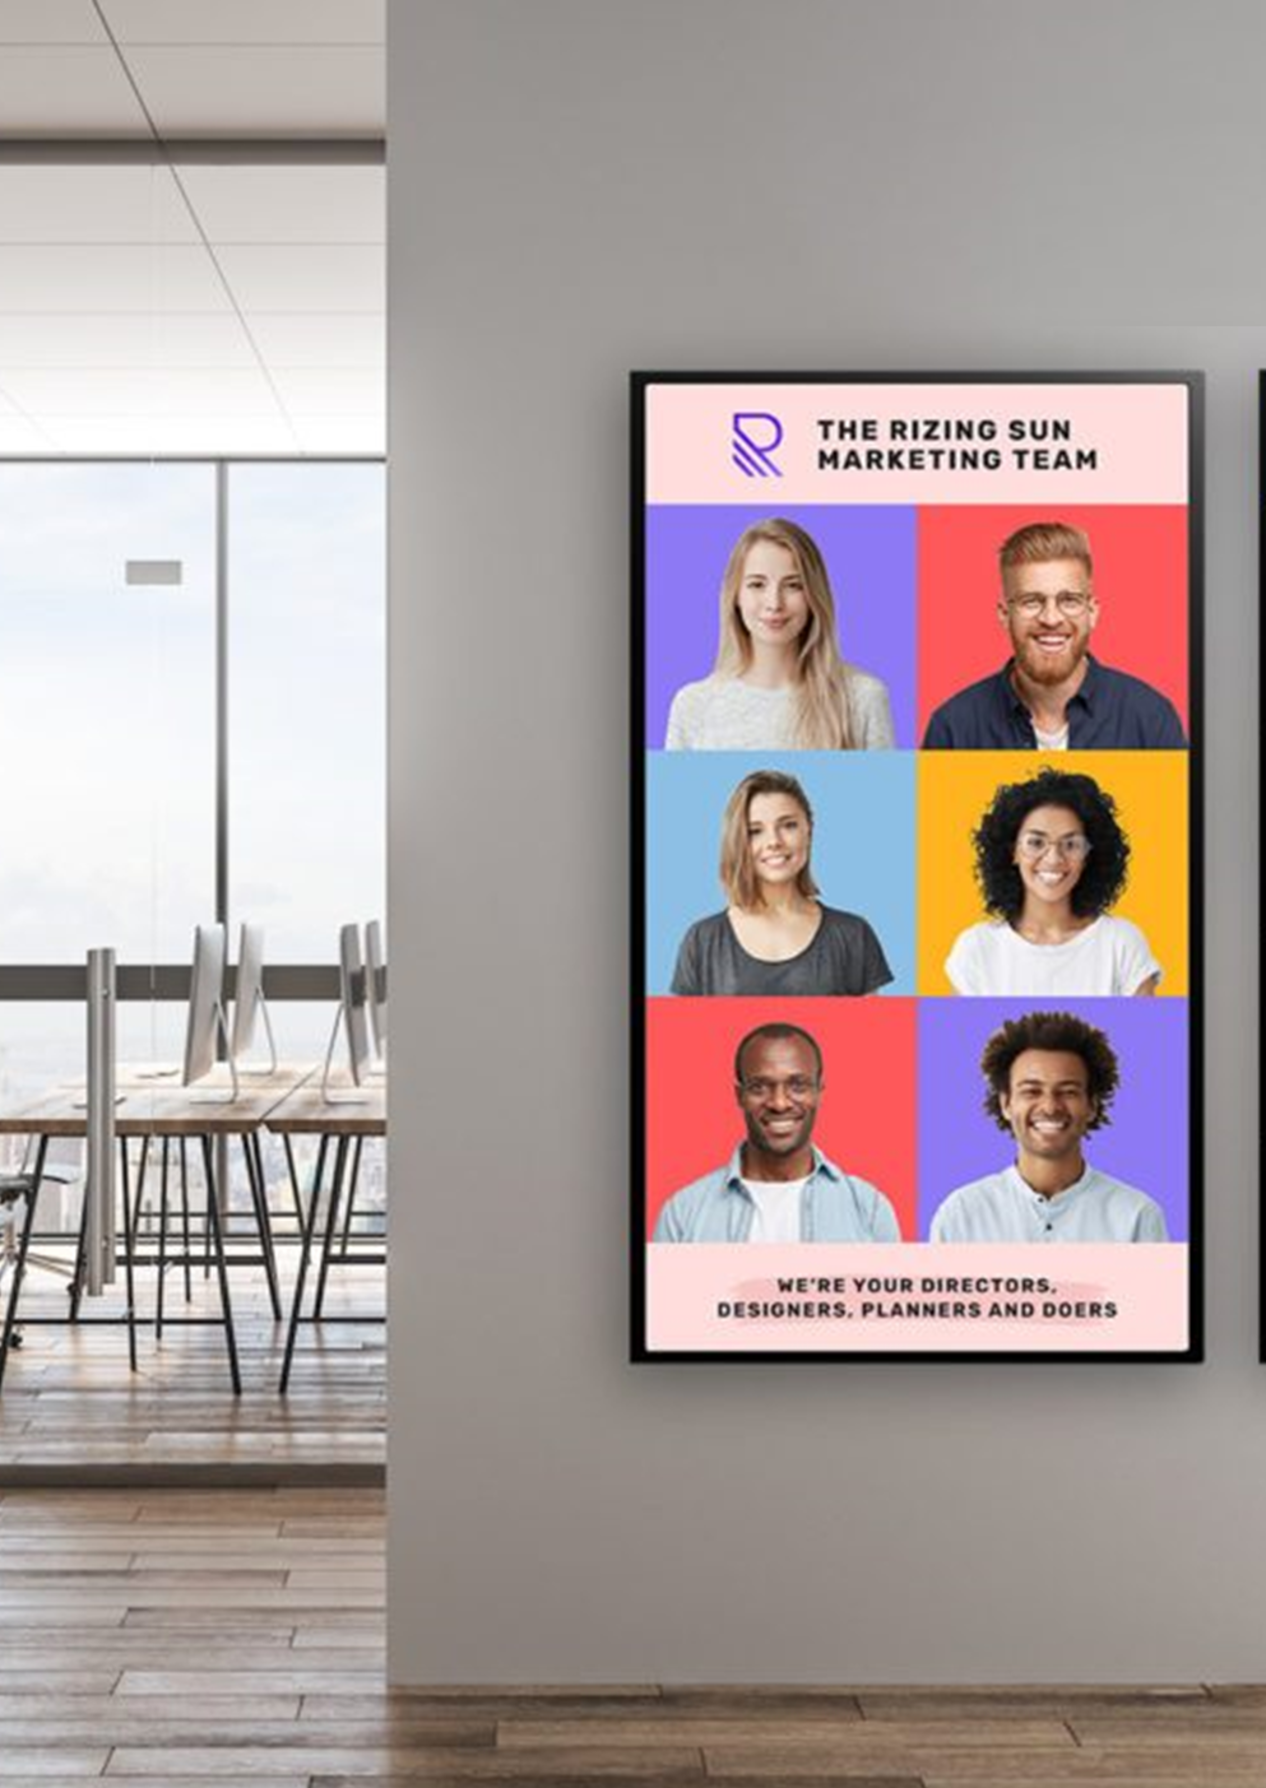 THE RIZING SUN
MARKETING TEAM
WE'RE YOUR DIRECTORS,
DESIGNERS, PLANNERS AND DOERS